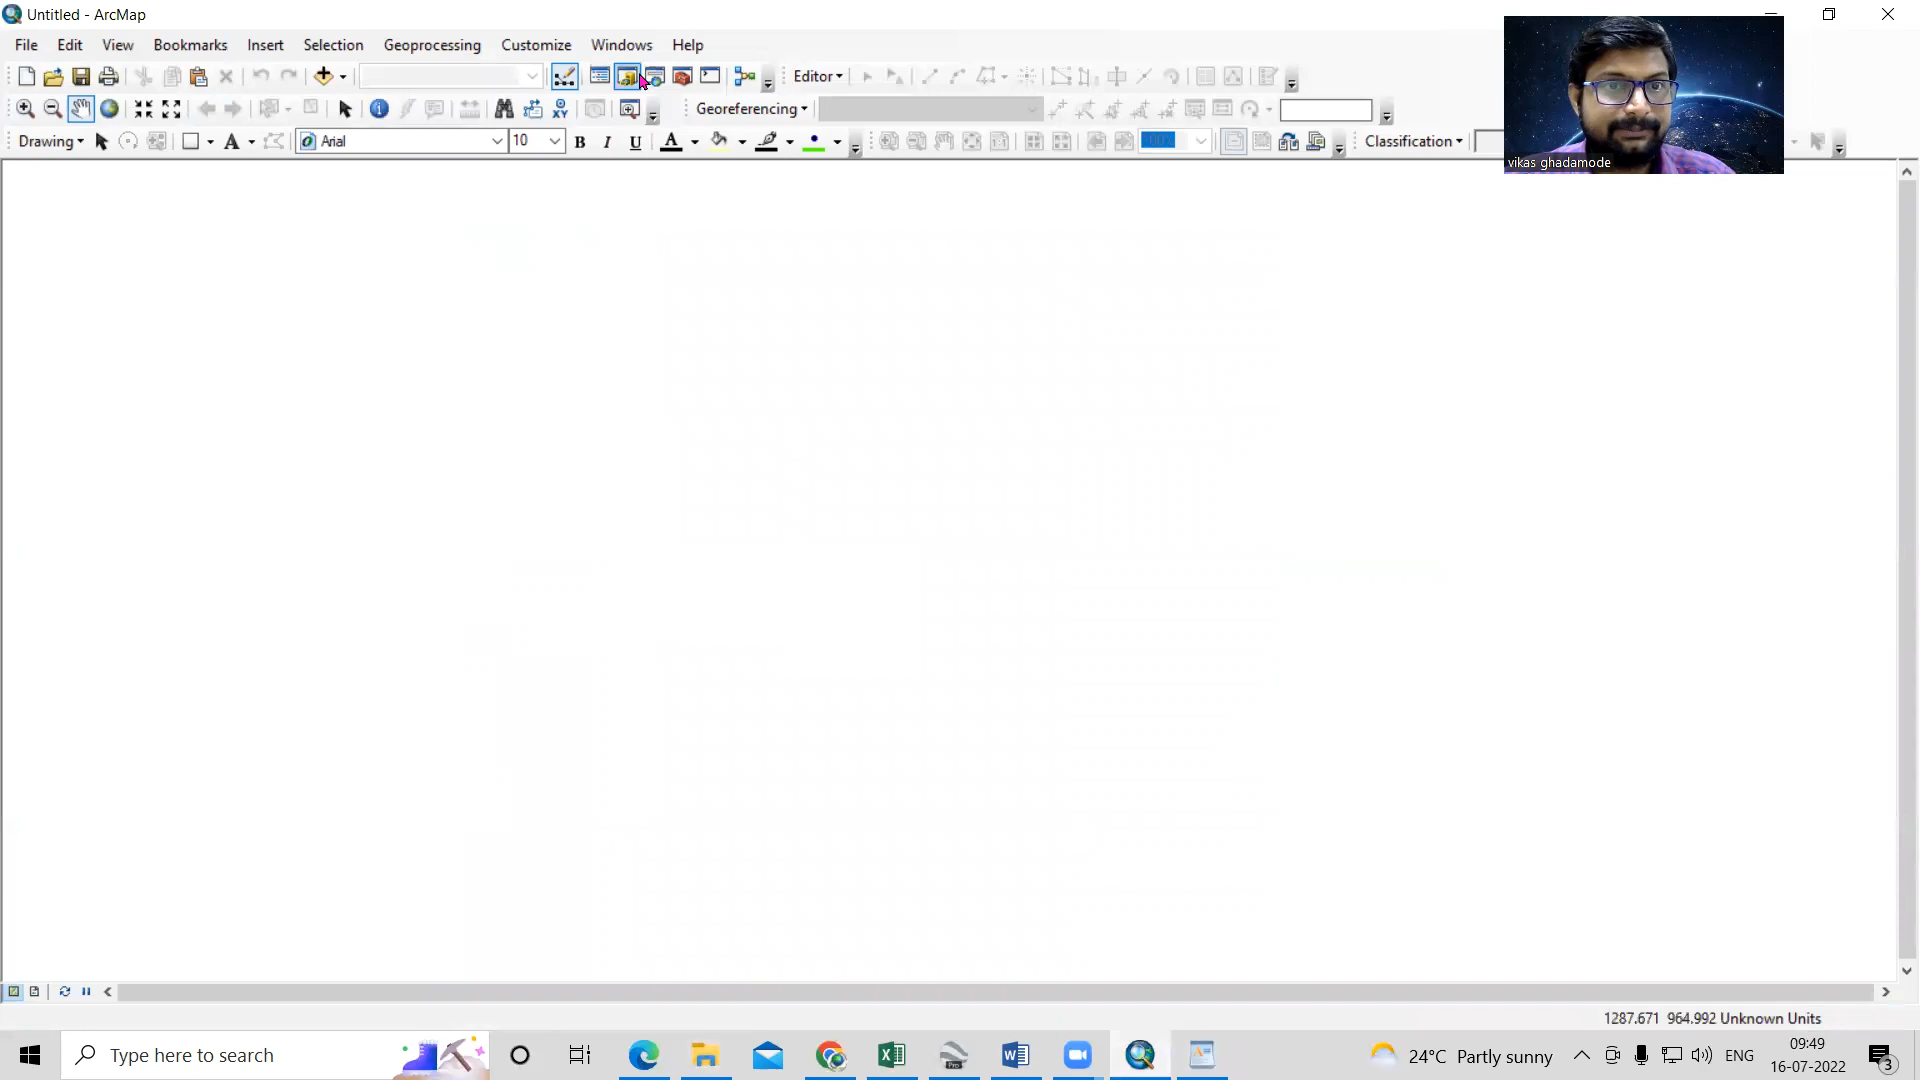 Untitled - ArcMap
File Edit View Bookmarks Insert Selection Geoprocessing Customize Windows Help
Editor
Georeferencing
Drawing A Arial 10 B I U A Classification
vikas ghadamode
1287.671 964.992 Unknown Units
Type here to search
24°C Partly sunny
ENG
09:49
16-07-2022
3